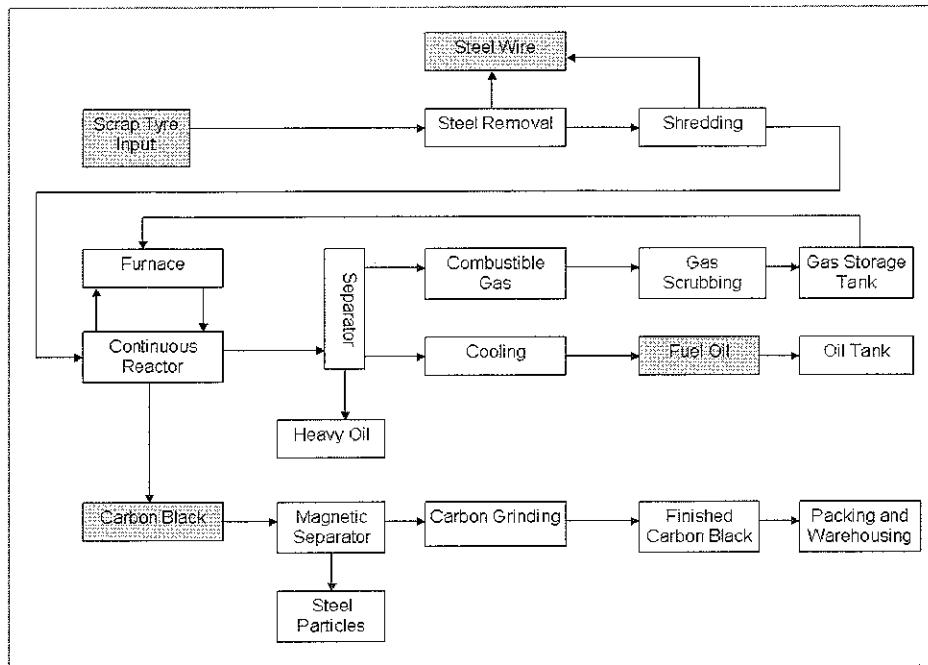 Steel Wire
Scrap Tyre
Input
Steel Removal
Shredding
Furnace
Separator
Combustible
Gas
Gas
Scrubbing
Gas Storage
Tank
Continuous
Reactor
Cooling
Fuel Oil
Oil Tank
Heavy Oil
Carbon Black
Magnetic
Separator
Carbon Grinding
Finished
Carbon Black
Packing and
Warehousing
Steel
Particles